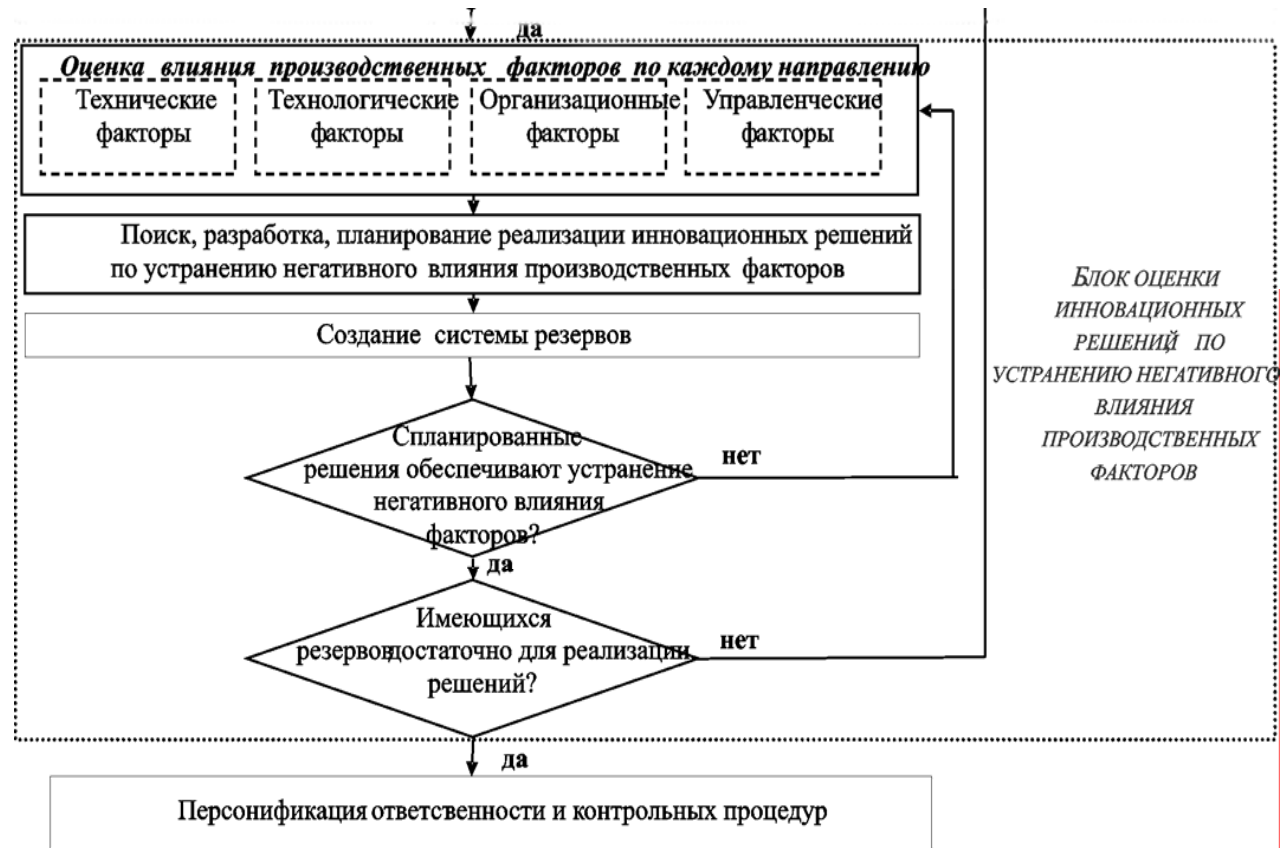 да
Оценка влияния производственных факторов по каждому направлению
Технические
факторы
Технологические
факторы
Организационные
факторы
Управленческие
факторы
Поиск, разработка, планирование реализации инновационных решений
по устранению негативного влияния производственных факторов
Создание системы резервов
Спланированные
решения обеспечивают устранение
негативного влияния
факторов?
нет
да
Имеющихся
резервов достаточно для реализации
решений?
нет
да
Персонификация ответственности и контрольных процедур
БЛОК ОЦЕНКИ
ИННОВАЦИОННЫХ
РЕШЕНИЙ ПО
УСТРАНЕНИЮ НЕГАТИВНОГО
ВЛИЯНИЯ
ПРОИЗВОДСТВЕННЫХ
ФАКТОРОВ